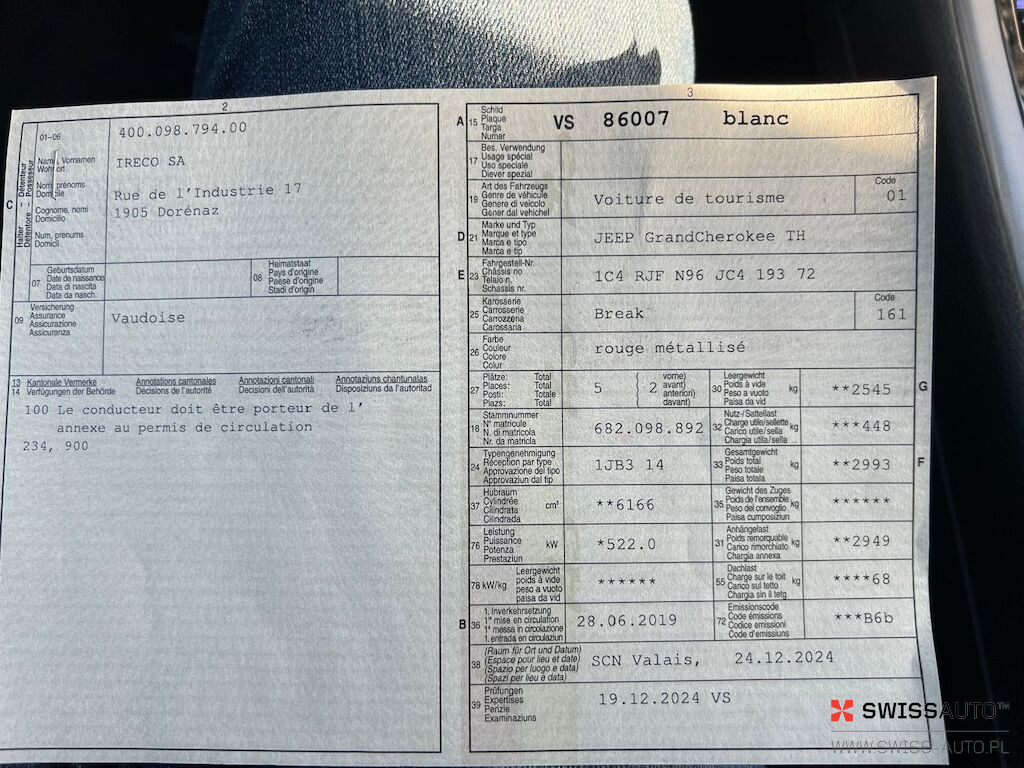 2
01-06
400.098.794.00
Halter – Détenteur
Detentore – Possessur
C
Name, Vornamen
Wohnort
Nom, prénoms
Domicile
Cognome, nomi
Domicilio
Num, prenums
Domicil
IRECO SA
Rue de l'Industrie 17
1905 Dorénaz
07
Geburtsdatum
Date de naissance
Data di nascita
Data da nasch.
08
Heimatstaat
Pays d'origine
Paese d'origine
Stadi d'origin
09
Versicherung
Assurance
Assicurazione
Assicuranza
Vaudoise
13 Kantonale Vermerke Annotations cantonales Annotazioni cantonali Annotaziuns chantunalas
14 Verfügungen der Behörde Décisions de l'autorité Decisioni dell'autorità Disposiziuns da l'autoritad
100 Le conducteur doit être porteur de l'
annexe au permis de circulation
234, 900
3
A 15
Schild
Plaque
Targa
Numer
VS 86007 blanc
17
Bes. Verwendung
Usage spécial
Uso speciale
Diever spezial
19
Art des Fahrzeugs
Genre de véhicule
Genere di veicolo
Gener dal vehichel
Voiture de tourisme
Code
01
D 21
Marke und Typ
Marque et type
Marca e tipo
Marca e tip
JEEP GrandCherokee TH
E 23
Fahrgestell-Nr.
Châssis no
Telaio n.
Schassis nr.
1C4 RJF N96 JC4 193 72
25
Karosserie
Carrosserie
Carrozzeria
Carossaria
Break
Code
161
26
Farbe
Couleur
Colore
Colur
rouge métallisé
27
Plätze: Total
Places: Total
Posti: Totale
Plazs: Total
5
( vorne)
( 2 avant)
( anteriori)
( davant)
30
Leergewicht
Poids à vide
Peso a vuoto
Paisa da vid
kg
**2545
G
18
Stammnummer
N° matricule
N. di matricola
Nr. da matricla
682.098.892
32
Nutz-/Sattellast
Charge utile/sellette
Carico utile/sella
Chargia utila/sella
kg
***448
24
Typengenehmigung
Réception par type
Approvazione del tipo
Approvaziun dal tip
1JB3 14
33
Gesamtgewicht
Poids total
Peso totale
Paisa totala
kg
**2993
F
37
Hubraum
Cylindrée
Cilindrata
Cilindrada
cm³
**6166
35
Gewicht des Zuges
Poids de l'ensemble
Peso del convoglio
Paisa cumposiziun
kg
******
76
Leistung
Puissance
Potenza
Prestaziun
kW
*522.0
31
Anhängelast
Poids remorquable
Carico rimorchiato
Chargia annexa
kg
**2949
78 kW/kg
Leergewicht
poids à vide
peso a vuoto
paisa da vid
******
55
Dachlast
Charge sur le toit
Carico sul tetto
Chargia sin il tetg
kg
****68
B 36
1. Inverkehrsetzung
1re mise en circulation
1a messa in circolazione
1. entrada en circulaziun
28.06.2019
72
Emissionscode
Code émissions
Codice emissioni
Code d'emissiuns
***B6b
38
(Raum für Ort und Datum)
(Espace pour lieu et date)
(Spazio per luogo e data)
(Spazi per lieu e data)
SCN Valais, 24.12.2024
39
Prüfungen
Expertises
Perizie
Examinaziuns
19.12.2024 VS
SWISSAUTO™
WWW.SWISS-AUTO.PL